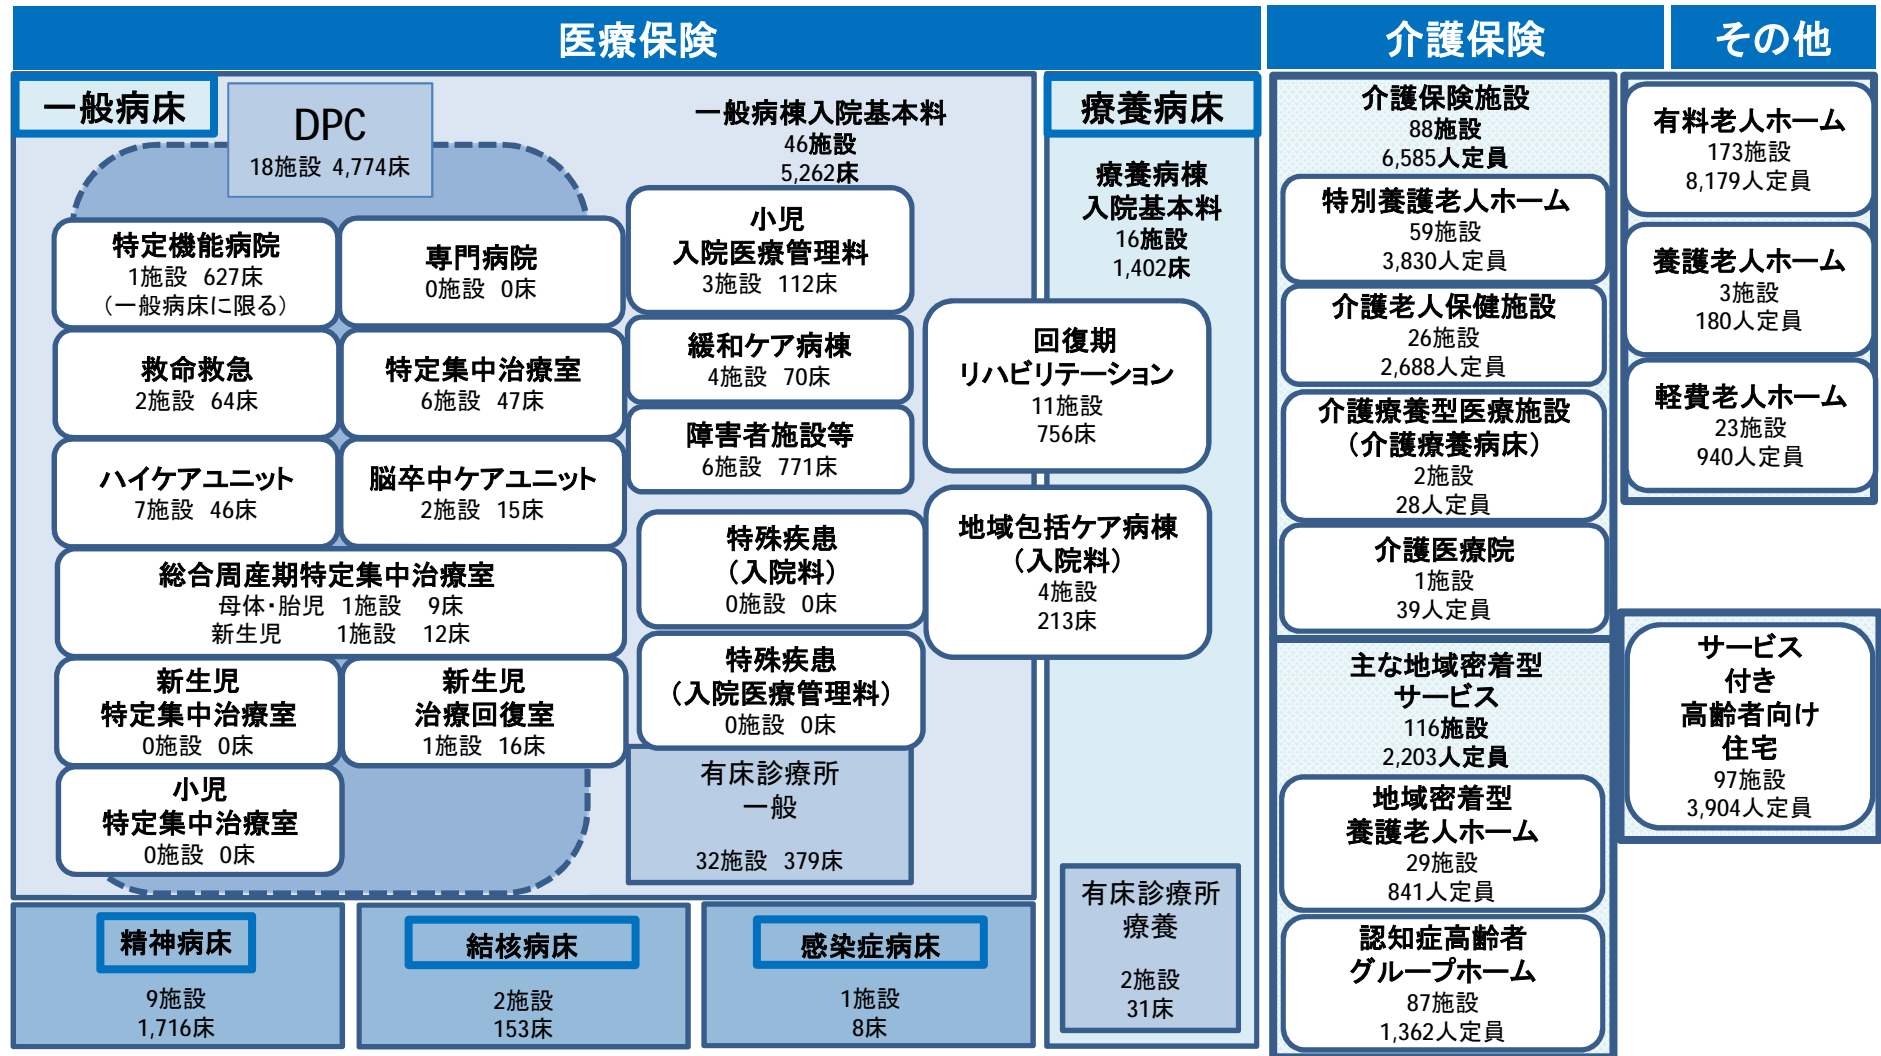 医療保険
一般病床
DPC
18施設 4,774床
一般病棟入院基本料
46施設
5,262床
特定機能病院
1施設 627床
（一般病床に限る）
専門病院
0施設 0床
救命救急
2施設 64床
特定集中治療室
6施設 47床
ハイケアユニット
7施設 46床
脳卒中ケアユニット
2施設 15床
総合周産期特定集中治療室
母体・胎児 1施設 9床
新生児 1施設 12床
新生児
特定集中治療室
0施設 0床
新生児
治療回復室
1施設 16床
小児
特定集中治療室
0施設 0床
小児
入院医療管理料
3施設 112床
緩和ケア病棟
4施設 70床
障害者施設等
6施設 771床
特殊疾患
（入院料）
0施設 0床
特殊疾患
（入院医療管理料）
0施設 0床
有床診療所
一般
32施設 379床
療養病床
療養病棟
入院基本料
16施設
1,402床
回復期
リハビリテーション
11施設
756床
地域包括ケア病棟
（入院料）
4施設
213床
有床診療所
療養
2施設
31床
精神病床
9施設
1,716床
結核病床
2施設
153床
感染症病床
1施設
8床
介護保険
介護保険施設
88施設
6,585人定員
特別養護老人ホーム
59施設
3,830人定員
介護老人保健施設
26施設
2,688人定員
介護療養型医療施設
（介護療養病床）
2施設
28人定員
介護医療院
1施設
39人定員
主な地域密着型
サービス
116施設
2,203人定員
地域密着型
養護老人ホーム
29施設
841人定員
認知症高齢者
グループホーム
87施設
1,362人定員
その他
有料老人ホーム
173施設
8,179人定員
養護老人ホーム
3施設
180人定員
軽費老人ホーム
23施設
940人定員
サービス
付き
高齢者向け
住宅
97施設
3,904人定員